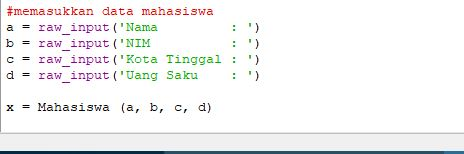 #memasukkan data mahasiswa
a = raw_input('Nama         : ')
b = raw_input('NIM          : ')
c = raw_input('Kota Tinggal : ')
d = raw_input('Uang Saku    : ')
x = Mahasiswa (a, b, c, d)